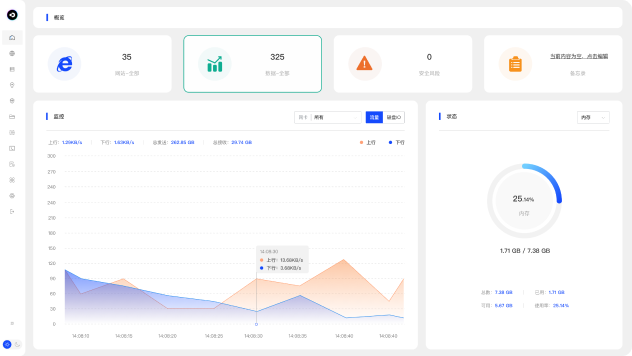 概览
35
网站-全部
325
数据-全部
0
安全风险
当前内容为空，点击编辑
备忘录
监控
网卡 所有
流量 磁盘IO
上行: 1.29KB/s 下行: 1.63KB/s 总发送: 262.85 GB 总接收: 29.74 GB
上行 下行
300
270
240
210
180
150
120
90
60
30
0
14:08:30
上行: 13.66KB/s
下行: 3.68KB/s
14:08:10 14:08:15 14:08:20 14:08:25 14:08:30 14:08:35 14:08:40 14:08:40
状态
内存
25.14%
内存
1.71 GB / 7.38 GB
总数: 7.38 GB 已用: 1.71 GB
可用: 5.67 GB 使用率: 25.14%